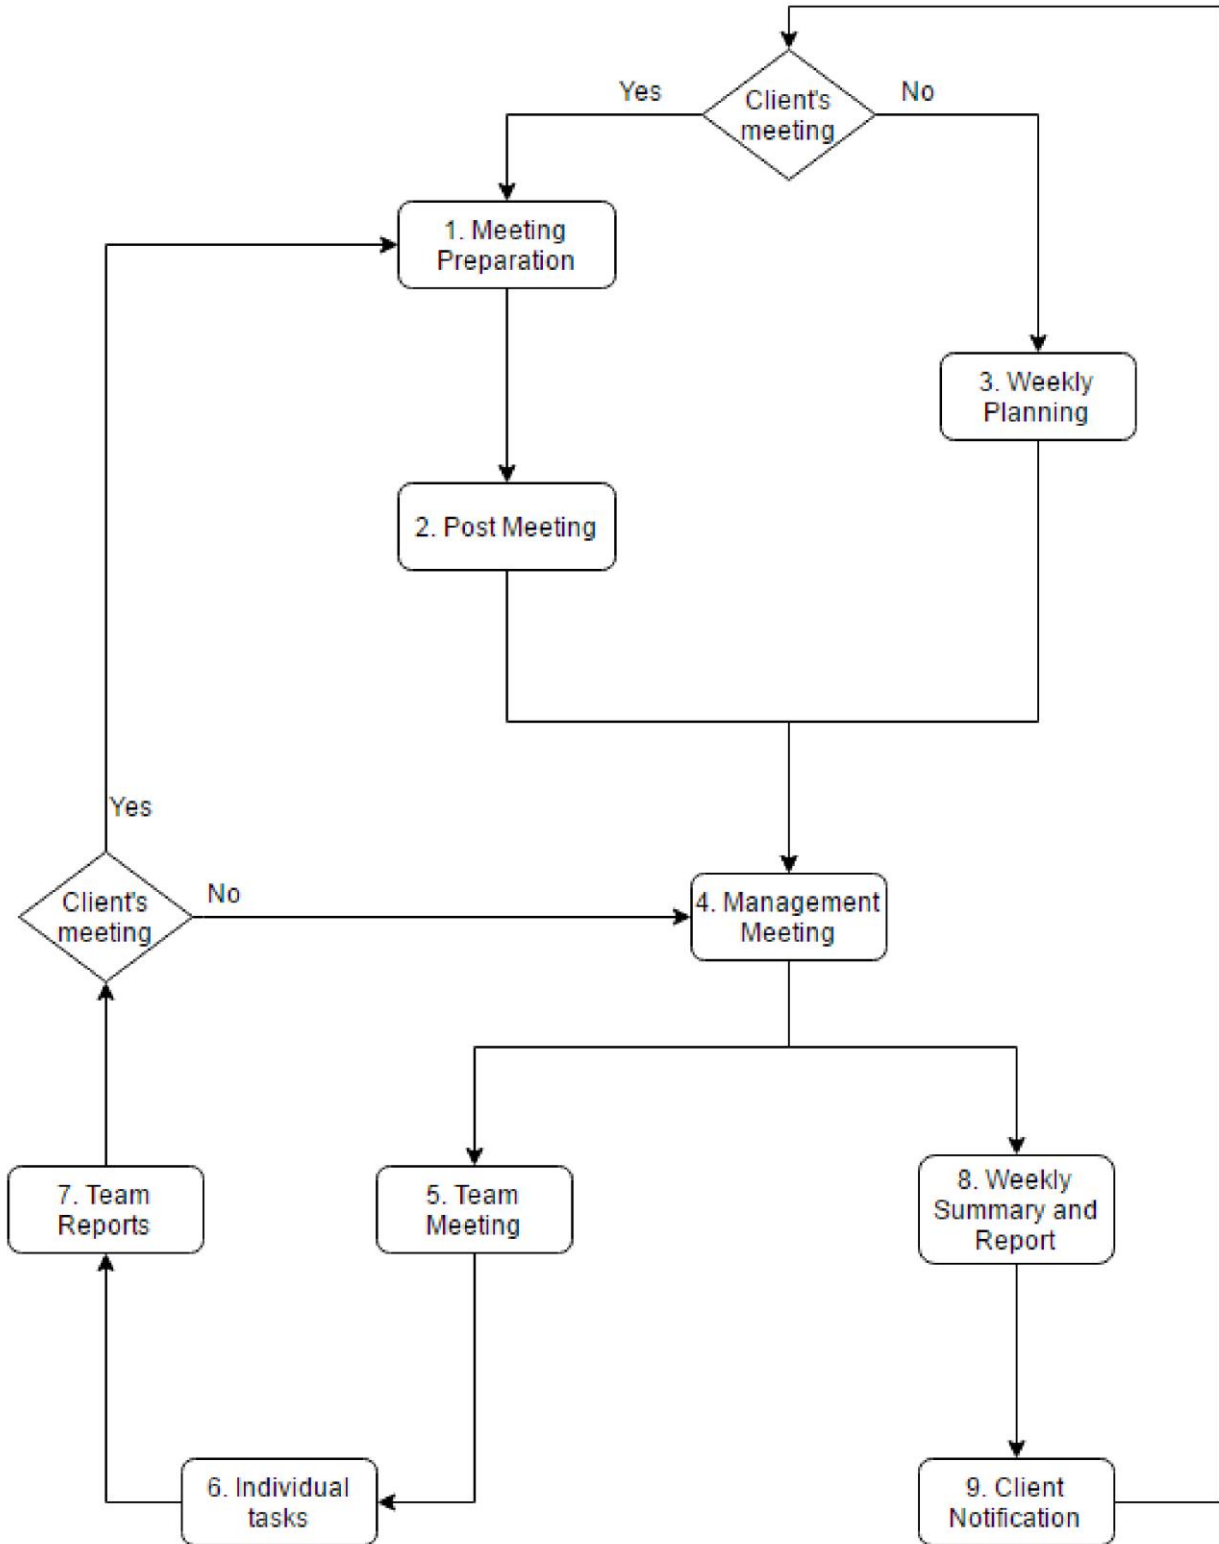 Yes
Client's
meeting
No
1. Meeting
Preparation
3. Weekly
Planning
2. Post Meeting
Yes
Client's
meeting
No
4. Management
Meeting
7. Team
Reports
5. Team
Meeting
8. Weekly
Summary and
Report
6. Individual
tasks
9. Client
Notification